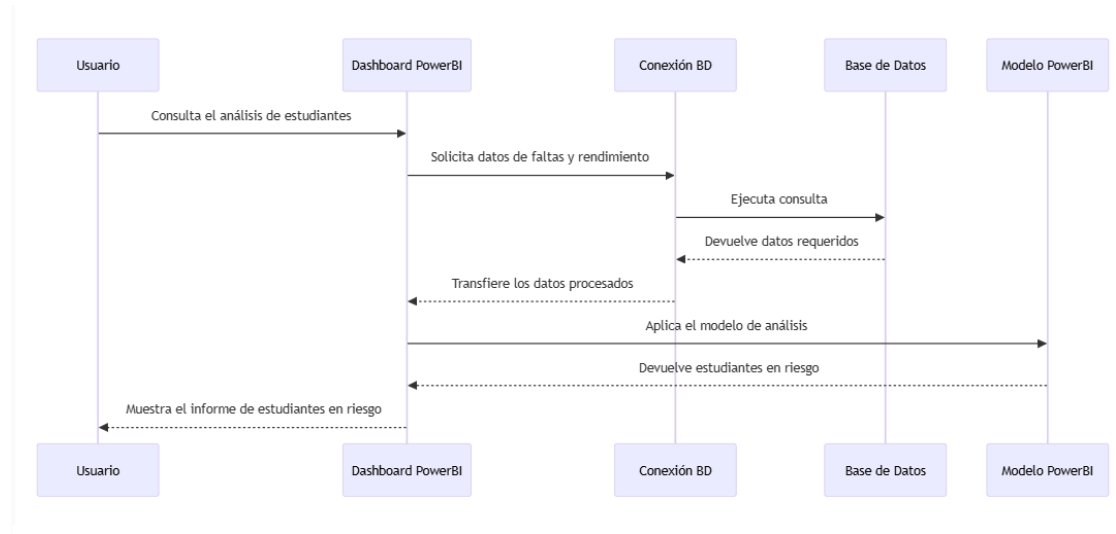 Usuario
Dashboard PowerBI
Conexión BD
Base de Datos
Modelo PowerBI
Consulta el análisis de estudiantes
Solicita datos de faltas y rendimiento
Ejecuta consulta
Devuelve datos requeridos
Transfiere los datos procesados
Aplica el modelo de análisis
Devuelve estudiantes en riesgo
Muestra el informe de estudiantes en riesgo
Usuario
Dashboard PowerBI
Conexión BD
Base de Datos
Modelo PowerBI